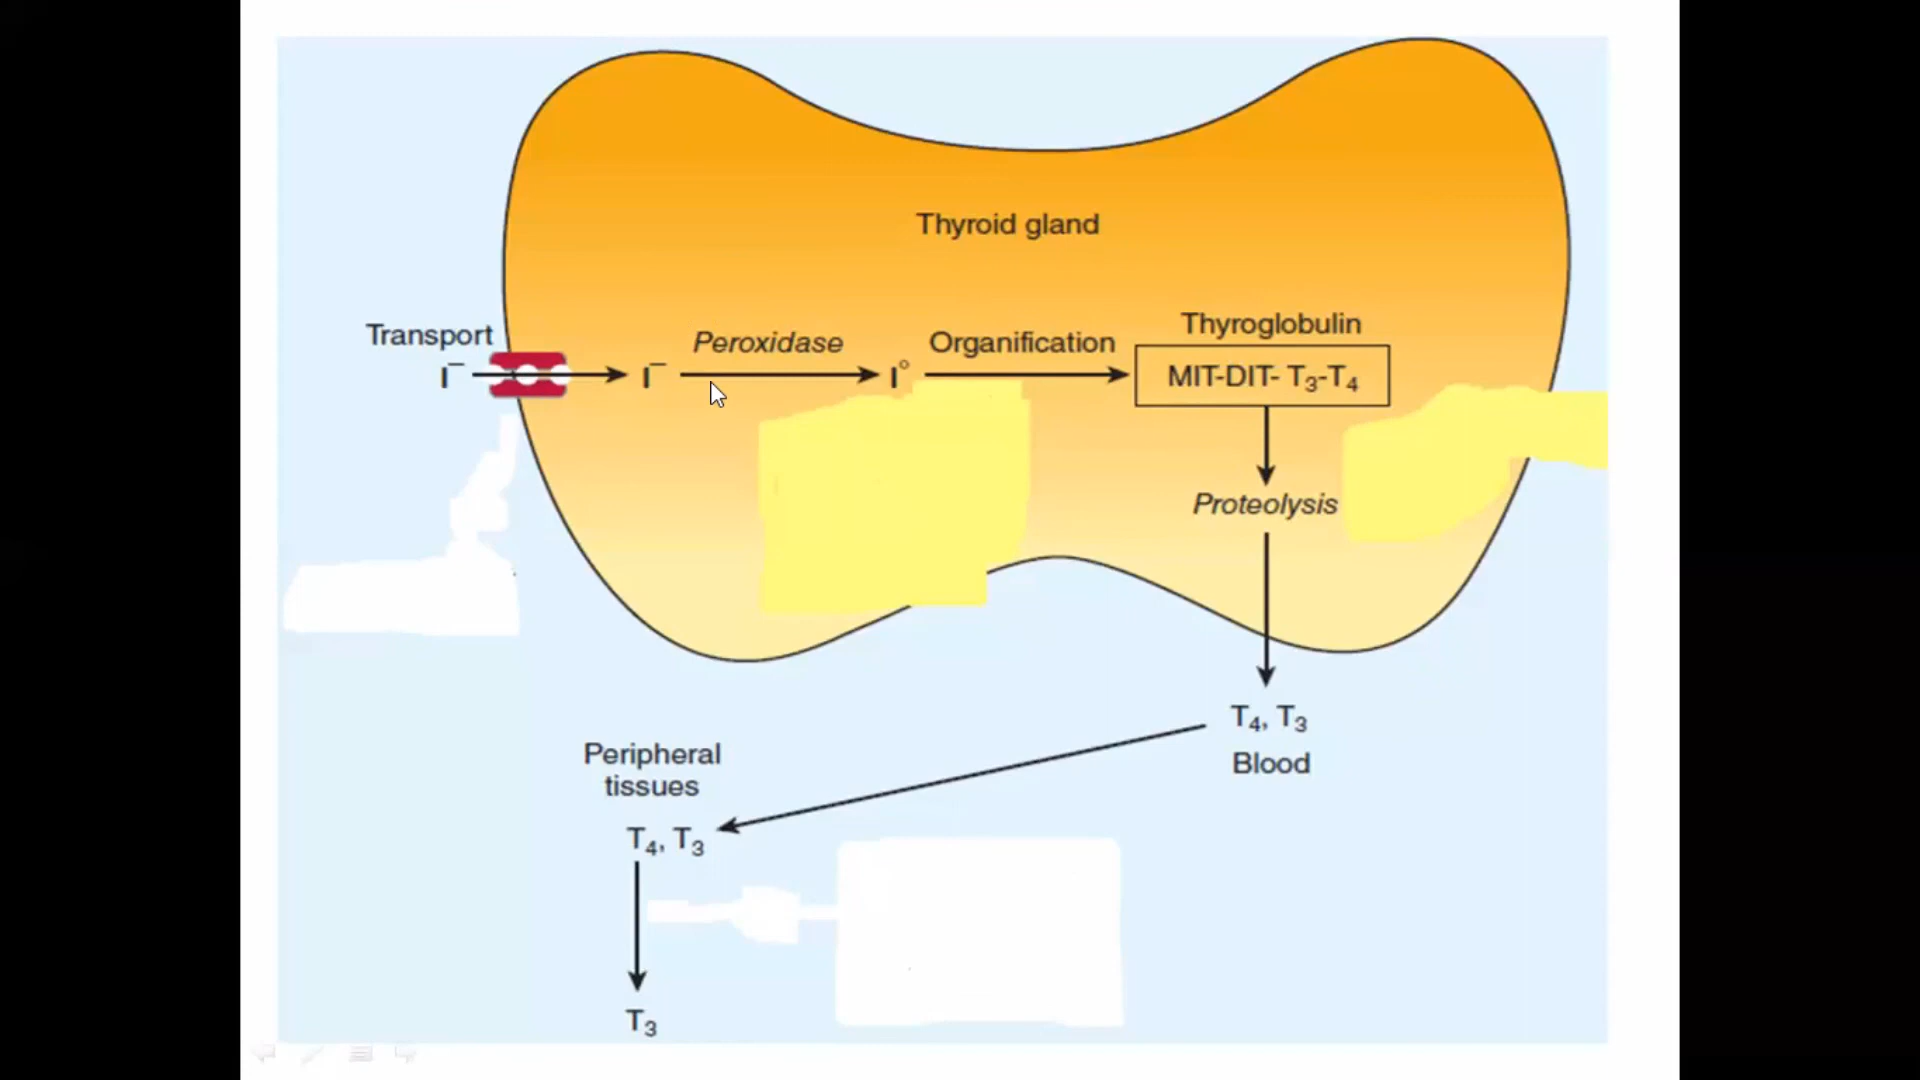 Thyroid gland
Transport
I⁻
I⁻
Peroxidase
I°
Organification
Thyroglobulin
MIT-DIT- T₃-T₄
Proteolysis
T₄, T₃
Blood
Peripheral
tissues
T₄, T₃
T₃